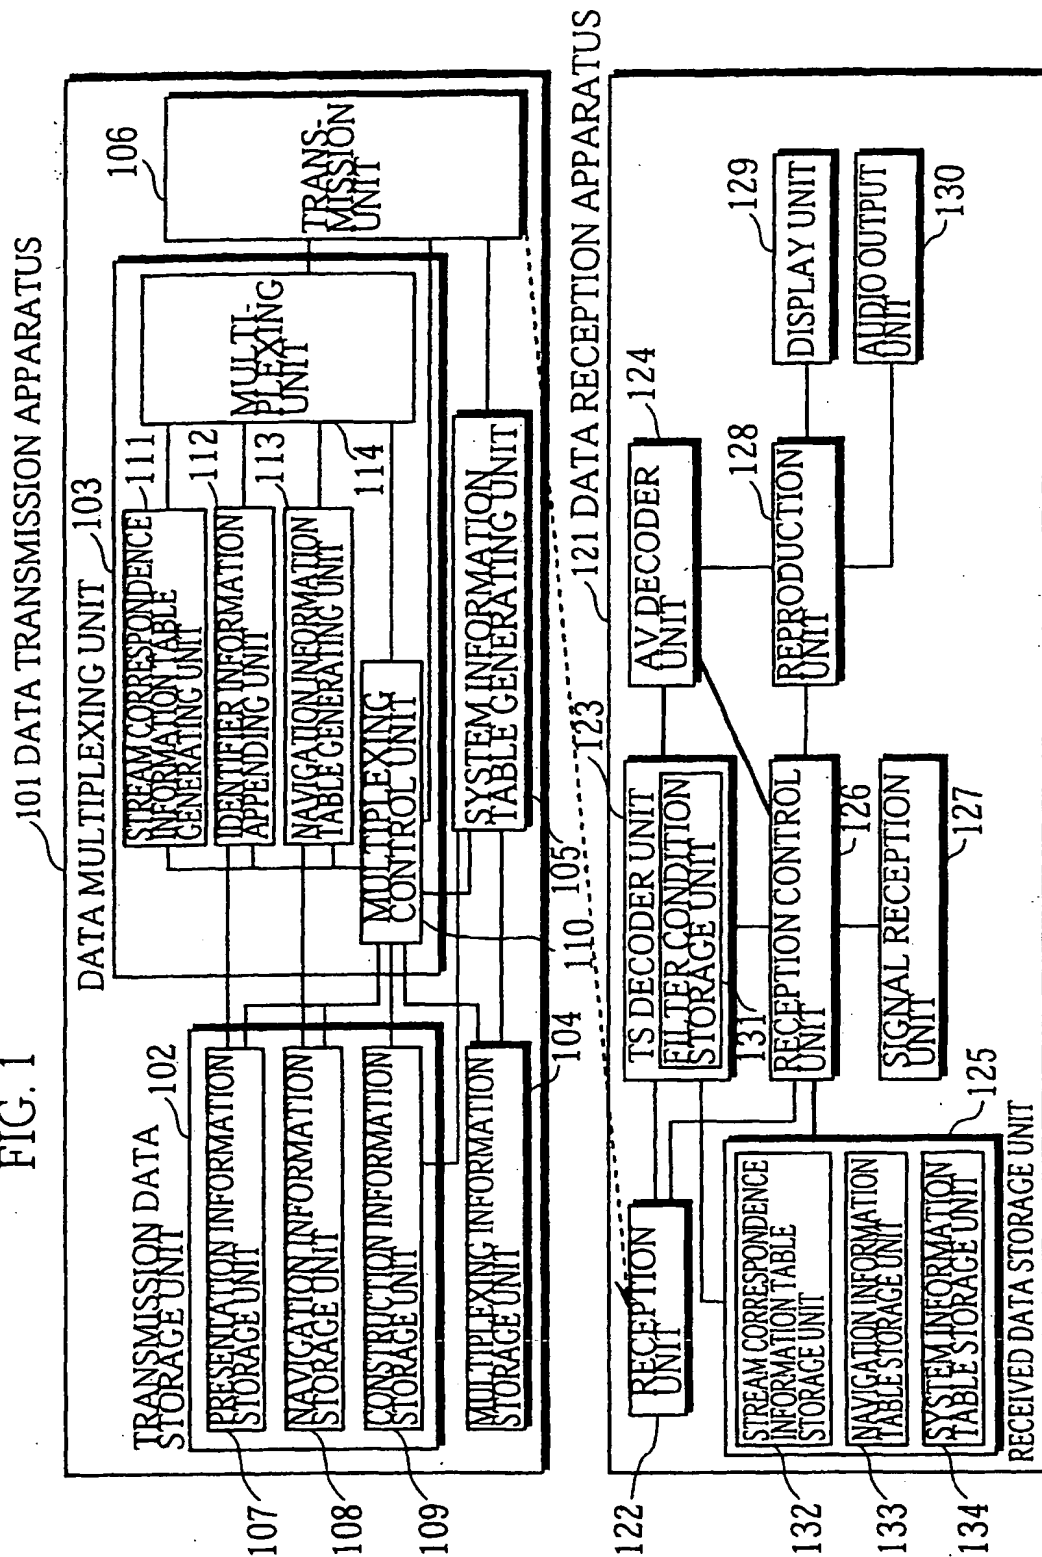 FIG. 1
101 DATA TRANSMISSION APPARATUS
TRANSMISSION DATA
STORAGE UNIT
102
PRESENTATION INFORMATION
STORAGE UNIT
107
NAVIGATION INFORMATION
STORAGE UNIT
108
CONSTRUCTION INFORMATION
STORAGE UNIT
109
MULTIPLEXING INFORMATION
STORAGE UNIT
104
DATA MULTIPLEXING UNIT
103
STREAM CORRESPONDENCE
INFORMATION TABLE
GENERATING UNIT
111
IDENTIFIER INFORMATION
APPENDING UNIT
112
NAVIGATION INFORMATION
TABLE GENERATING UNIT
113
MULTIPLEXING
CONTROL UNIT
110
MULTI-
PLEXING
UNIT
114
SYSTEM INFORMATION
TABLE GENERATING UNIT
105
TRANS-
MISSION
UNIT
106
121 DATA RECEPTION APPARATUS
RECEPTION
UNIT
122
TS DECODER UNIT
123
FILTER CONDITION
STORAGE UNIT
131
AV DECODER
UNIT
124
RECEPTION CONTROL
UNIT
126
SIGNAL RECEPTION
UNIT
127
REPRODUCTION
UNIT
128
DISPLAY UNIT
129
AUDIO OUTPUT
UNIT
130
STREAM CORRESPONDENCE
INFORMATION TABLE
STORAGE UNIT
132
NAVIGATION INFORMATION
TABLE STORAGE UNIT
133
SYSTEM INFORMATION
TABLE STORAGE UNIT
134
125
RECEIVED DATA STORAGE UNIT